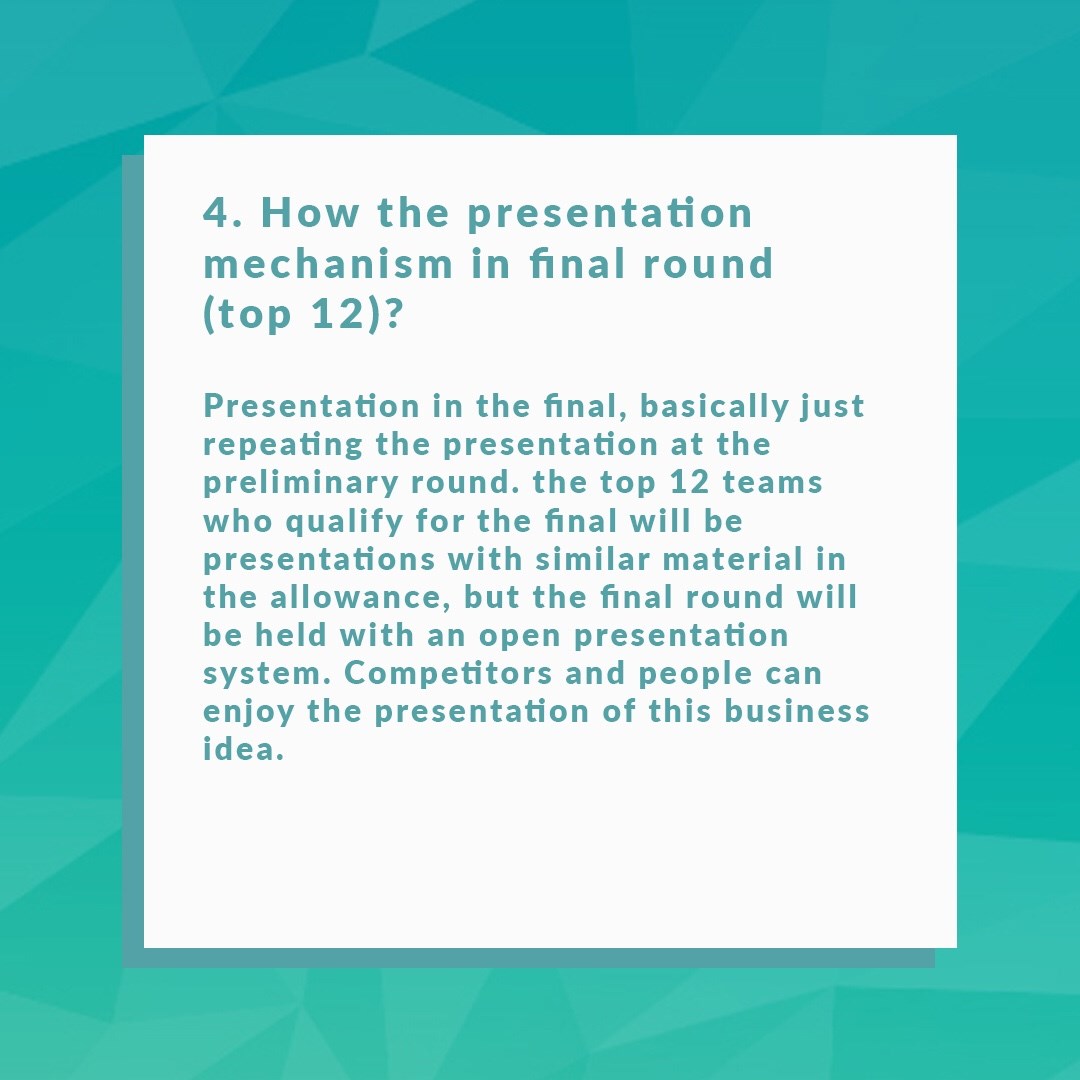 4. How the presentation
mechanism in final round
(top 12)?
Presentation in the final, basically just
repeating the presentation at the
preliminary round. the top 12 teams
who qualify for the final will be
presentations with similar material in
the allowance, but the final round will
be held with an open presentation
system. Competitors and people can
enjoy the presentation of this business
idea.